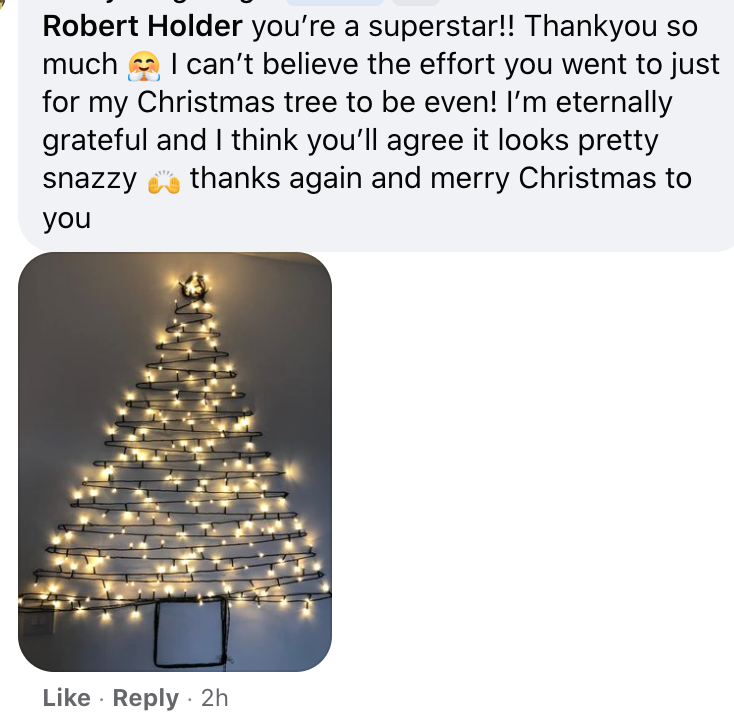 Robert Holder you’re a superstar!! Thankyou so
much 🤗 I can’t believe the effort you went to just
for my Christmas tree to be even! I’m eternally
grateful and I think you’ll agree it looks pretty
snazzy 🙌 thanks again and merry Christmas to
you
Like · Reply · 2h